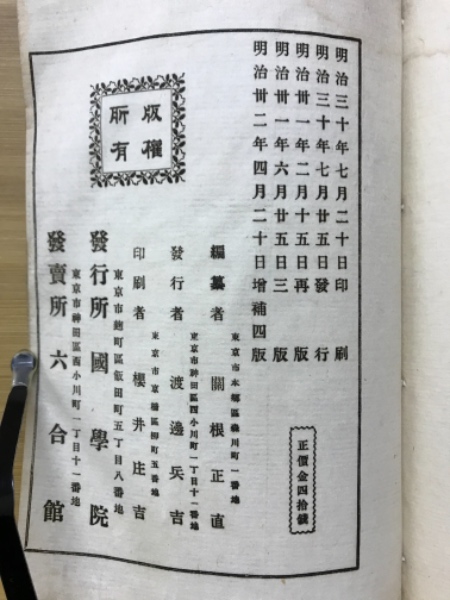 明治三十年七月二十日印刷
明治三十年七月廿五日發行
明治卅一年二月十五日再版
明治卅一年六月廿五日三版
明治卅二年四月二十日增補四版
正價金四拾錢
版權所有
東京市本鄕區
川町一番地
編纂者 關根正直
東京市神田區西小川町一丁目十一番地
發行者 渡邊兵吉
東京市京橋區柳町五番地
印刷者 櫻井庄吉
東京市麴町區飯田町五丁目八番地
發行所 國學院
東京市神田區西小川町一丁目十一番地
發賣所 六合館